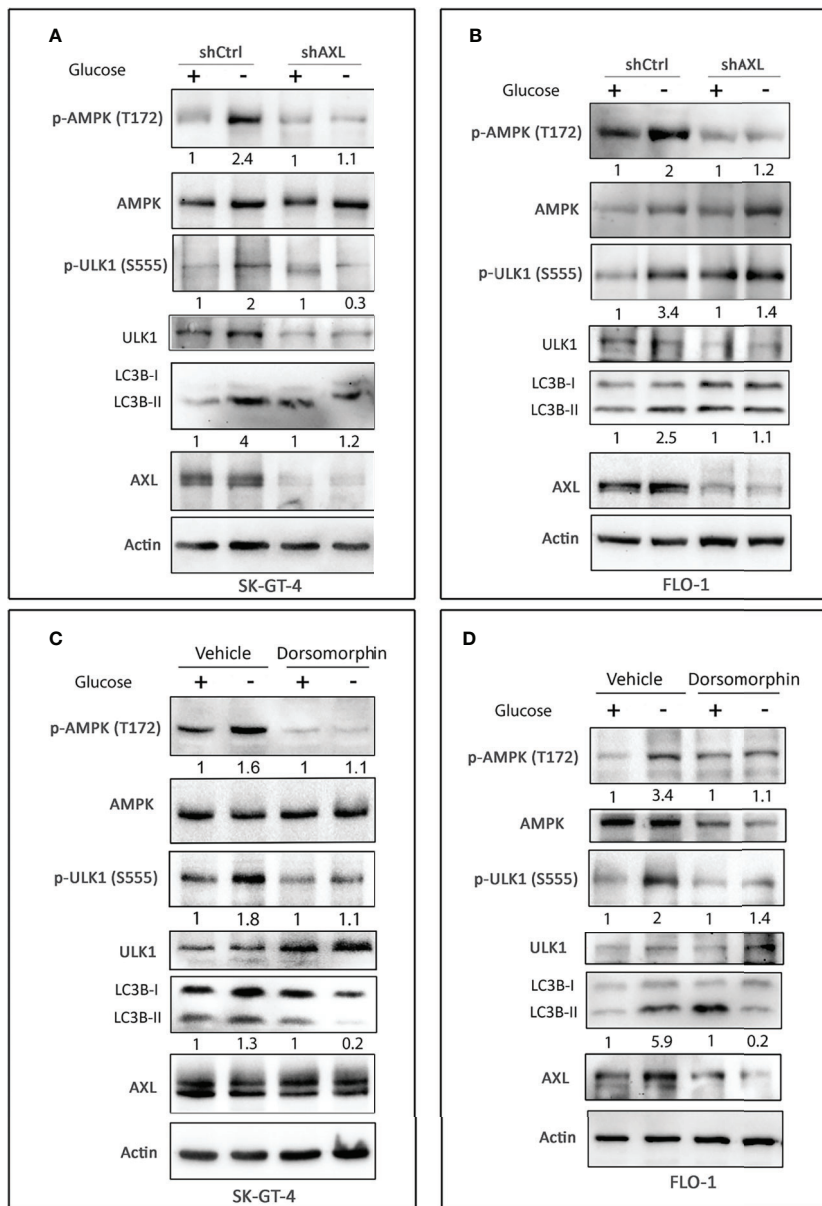 A
shCtrl shAXL
Glucose + - + -
p-AMPK (T172)
1 2.4 1 1.1
AMPK
p-ULK1 (S555)
1 2 1 0.3
ULK1
LC3B-I
LC3B-II
1 4 1 1.2
AXL
Actin
SK-GT-4
B
shCtrl shAXL
Glucose + - + -
p-AMPK (T172)
1 2 1 1.2
AMPK
p-ULK1 (S555)
1 3.4 1 1.4
ULK1
LC3B-I
LC3B-II
1 2.5 1 1.1
AXL
Actin
FLO-1
C
Vehicle Dorsomorphin
Glucose + - + -
p-AMPK (T172)
1 1.6 1 1.1
AMPK
p-ULK1 (S555)
1 1.8 1 1.1
ULK1
LC3B-I
LC3B-II
1 1.3 1 0.2
AXL
Actin
SK-GT-4
D
Vehicle Dorsomorphin
Glucose + - + -
p-AMPK (T172)
1 3.4 1 1.1
AMPK
p-ULK1 (S555)
1 2 1 1.4
ULK1
LC3B-I
LC3B-II
1 5.9 1 0.2
AXL
Actin
FLO-1